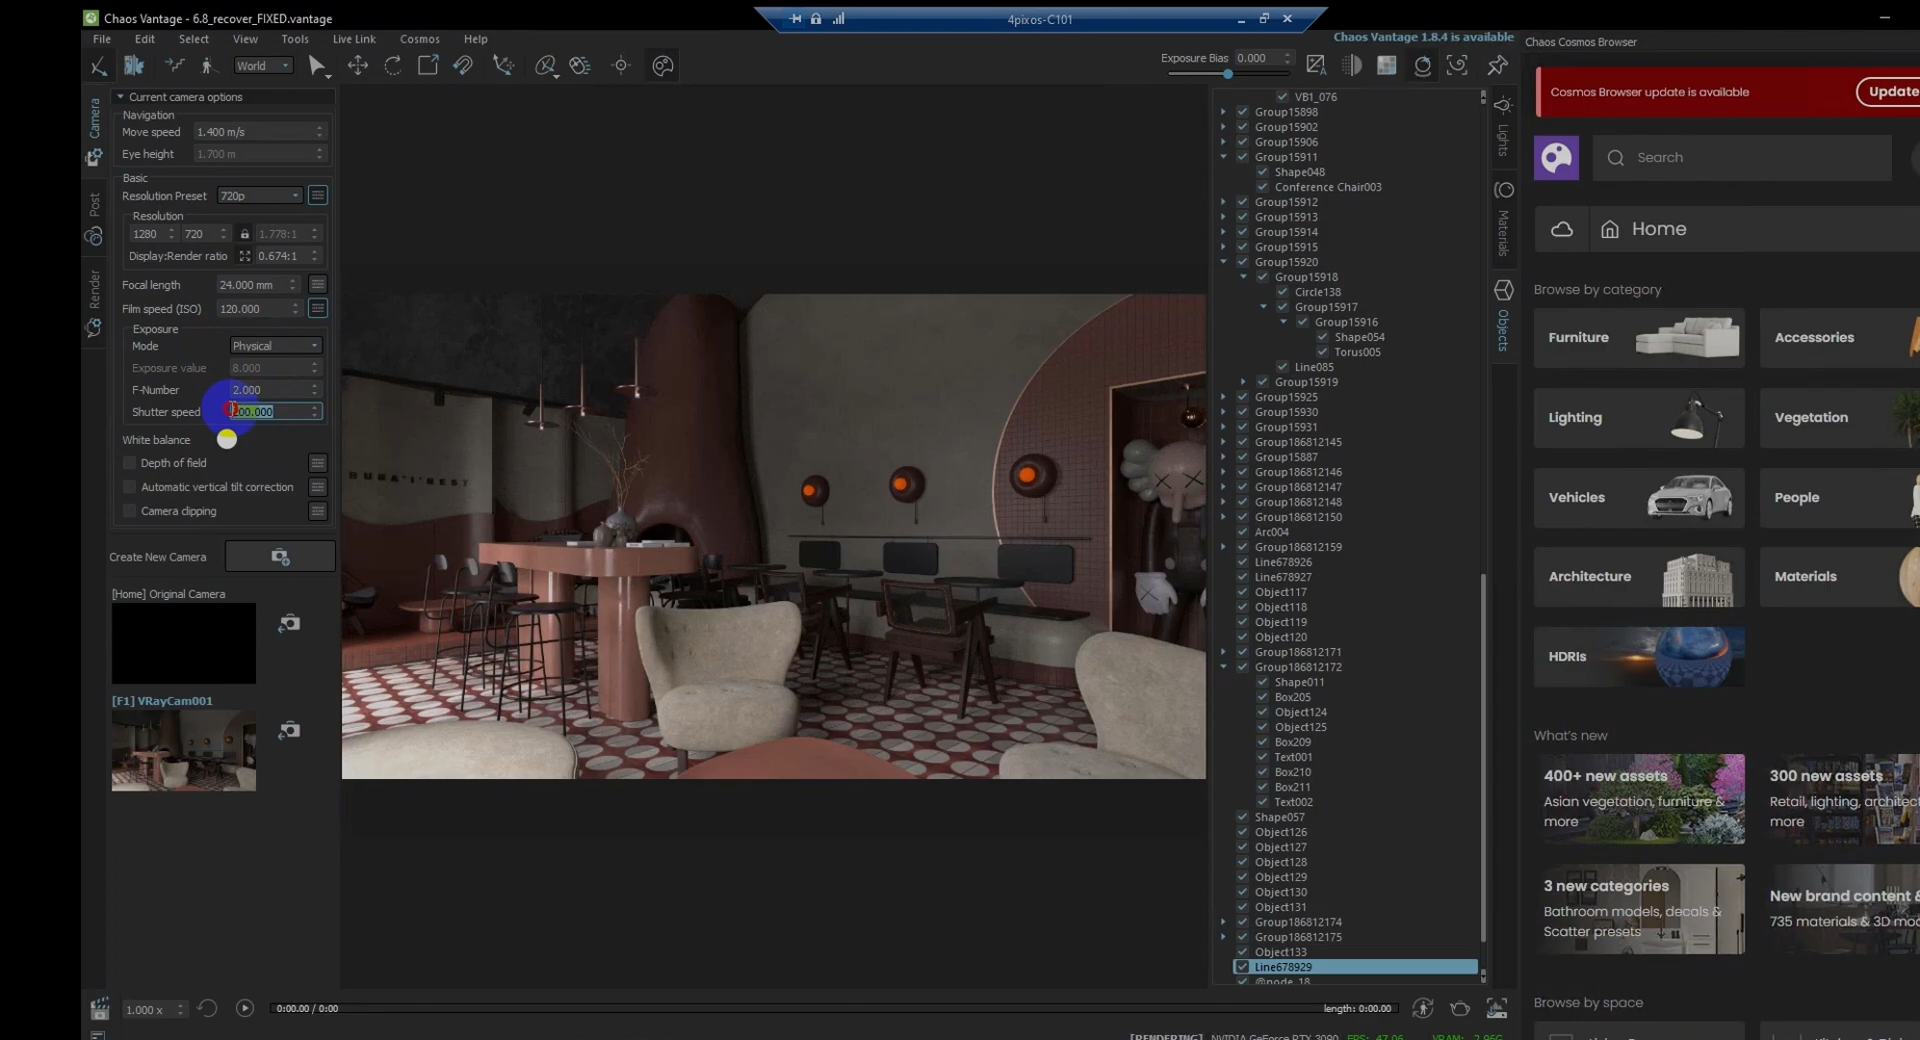 Chaos Vantage - 6.8_recover_FIXED.vantage
4pixos-C101
File Edit Select View Tools Live Link Cosmos Help
Chaos Vantage 1.8.4 is available
Chaos Cosmos Browser
World
Exposure Bias 0.000
Camera
Post
Render
Current camera options
Navigation
Move speed 1.400 m/s
Eye height 1.700 m
Basic
Resolution Preset 720p
Resolution
1280 720 1.778:1
Display:Render ratio 0.674:1
Focal length 24.000 mm
Film speed (ISO) 120.000
Exposure
Mode Physical
Exposure value 8.000
F-Number 2.000
Shutter speed
White balance
Depth of field
Automatic vertical tilt correction
Camera clipping
Create New Camera
[Home] Original Camera
[F1] VRayCam001
VB1_076
Group15898
Group15902
Group15906
Group15911
Shape048
Conference Chair003
Group15912
Group15913
Group15914
Group15915
Group15920
Group15918
Circle138
Group15917
Group15916
Shape054
Torus005
Line085
Group15919
Group15925
Group15930
Group15931
Group186812145
Group15887
Group186812146
Group186812147
Group186812148
Group186812150
Arc004
Group186812159
Line678926
Line678927
Object117
Object118
Object119
Object120
Group186812171
Group186812172
Shape011
Box205
Object124
Object125
Box209
Text001
Box210
Box211
Text002
Shape057
Object126
Object127
Object128
Object129
Object130
Object131
Group186812174
Group186812175
Object133
Line678929
@node_18
Lights
Materials
Objects
Cosmos Browser update is available
Update
Search
Home
Browse by category
Furniture
Accessories
Lighting
Vegetation
Vehicles
People
Architecture
Materials
HDRIs
What's new
400+ new assets
Asian vegetation, furniture &
more
300 new assets
Retail, lighting, architect
more
3 new categories
Bathroom models, decals &
Scatter presets
New brand content &
735 materials & 3D mo
Browse by space
1.000 x
0:00.00 / 0:00
length: 0:00.00
[RENDERING] NVIDIA GeForce RTX 3090 FPS: 47.06